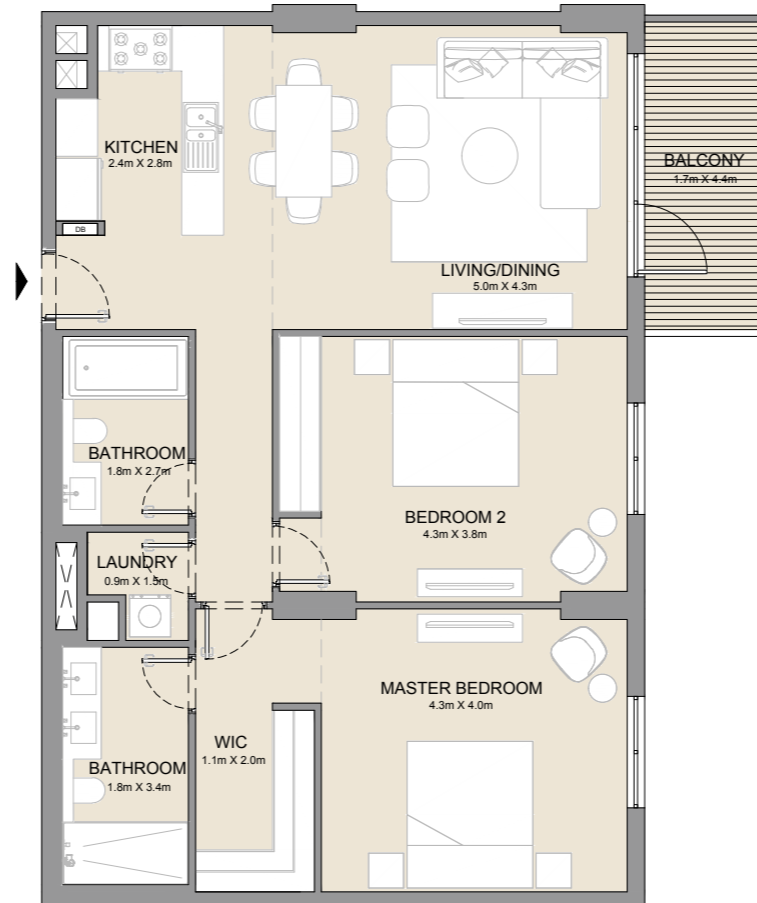 KITCHEN
2.4m X 2.8m
BALCONY
1.7m X 4.4m
DB
LIVING/DINING
5.0m X 4.3m
BATHROOM
1.8m X 2.7m
BEDROOM 2
4.3m X 3.8m
LAUNDRY
0.9m X 1.5m
MASTER BEDROOM
4.3m X 4.0m
WIC
1.1m X 2.0m
BATHROOM
1.8m X 3.4m